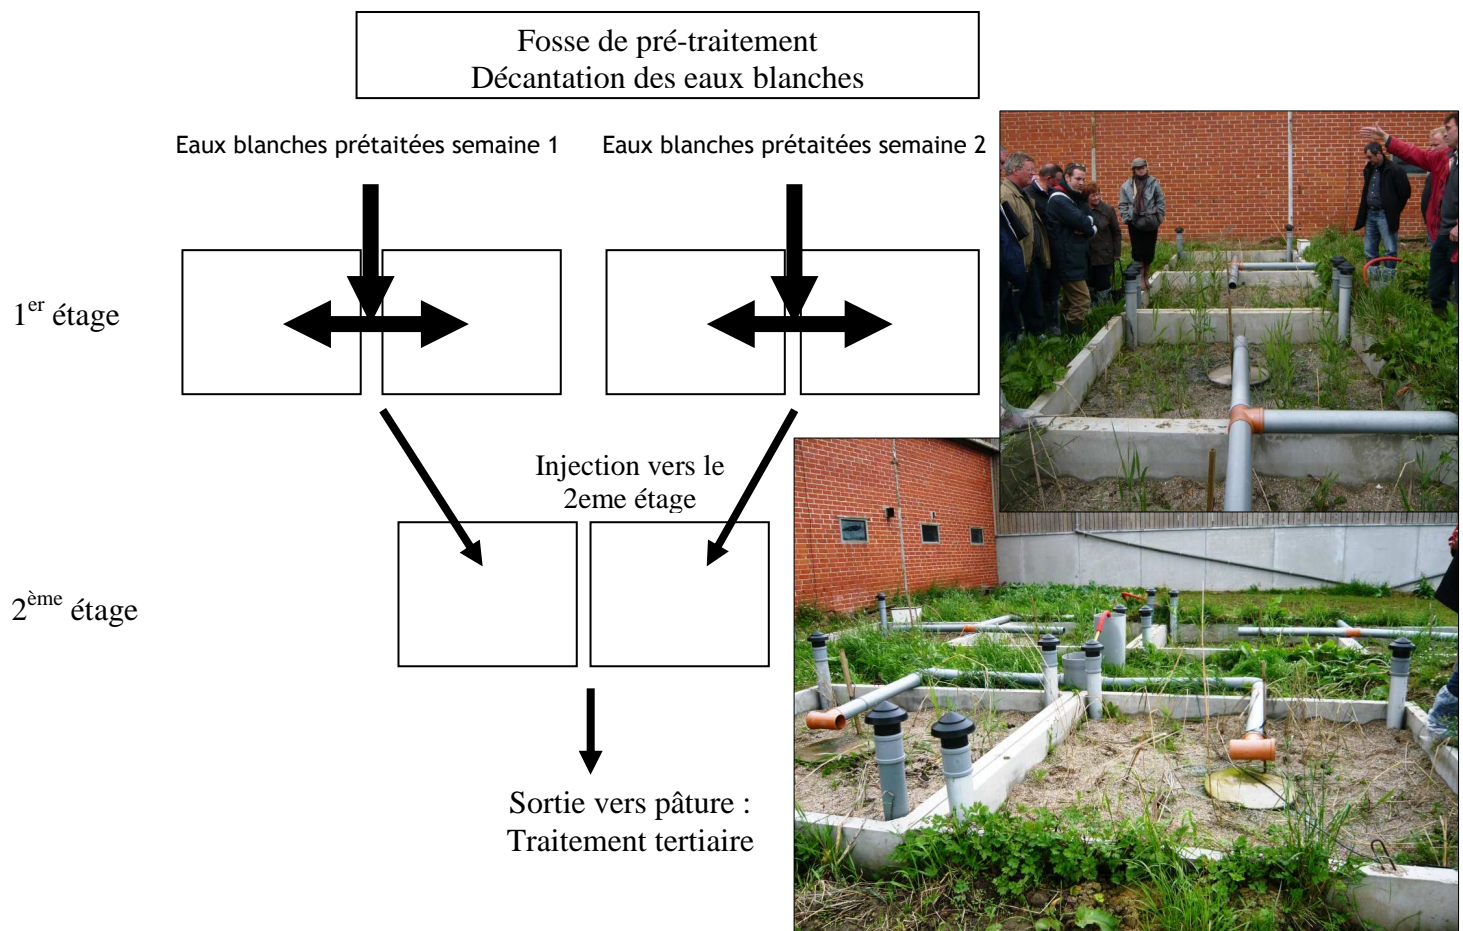 Fosse de pré-traitement
Décantation des eaux blanches
Eaux blanches prétaitées semaine 1
Eaux blanches prétaitées semaine 2
1er étage
Injection vers le
2eme étage
2ème étage
Sortie vers pâture :
Traitement tertiaire